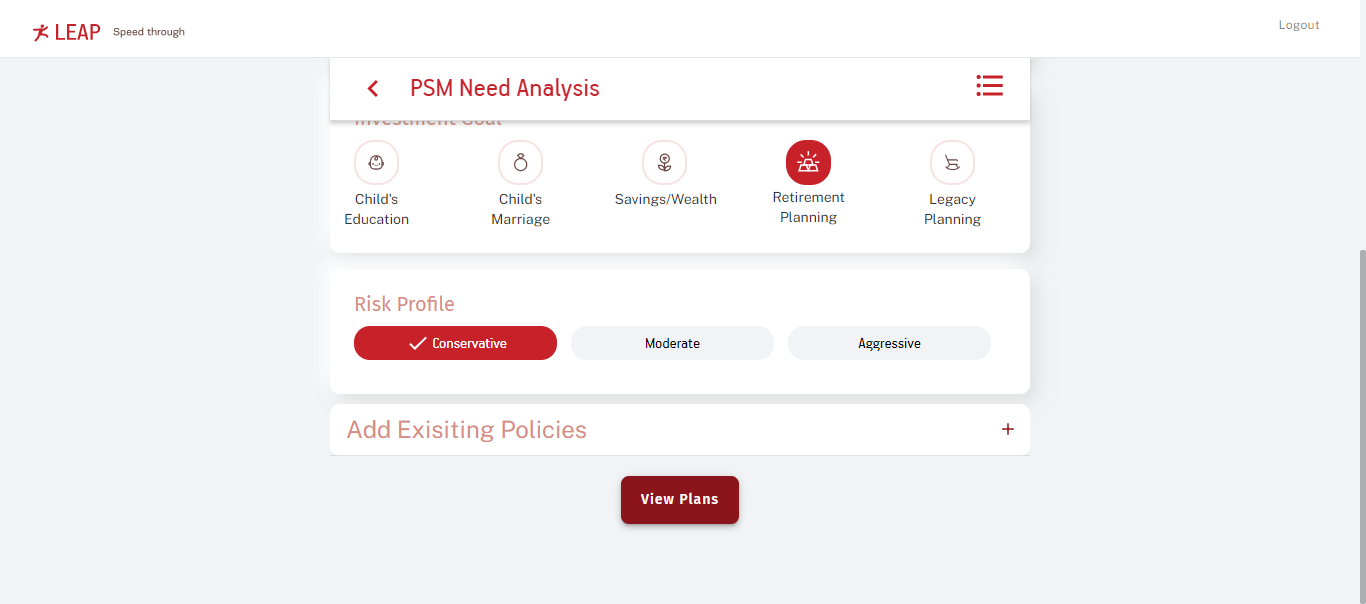 LEAP Speed through
Logout
PSM Need Analysis
Investment Goal
Child's
Education
Child's
Marriage
Savings/Wealth
Retirement
Planning
Legacy
Planning
Risk Profile
Conservative
Moderate
Aggressive
Add Exisiting Policies
View Plans